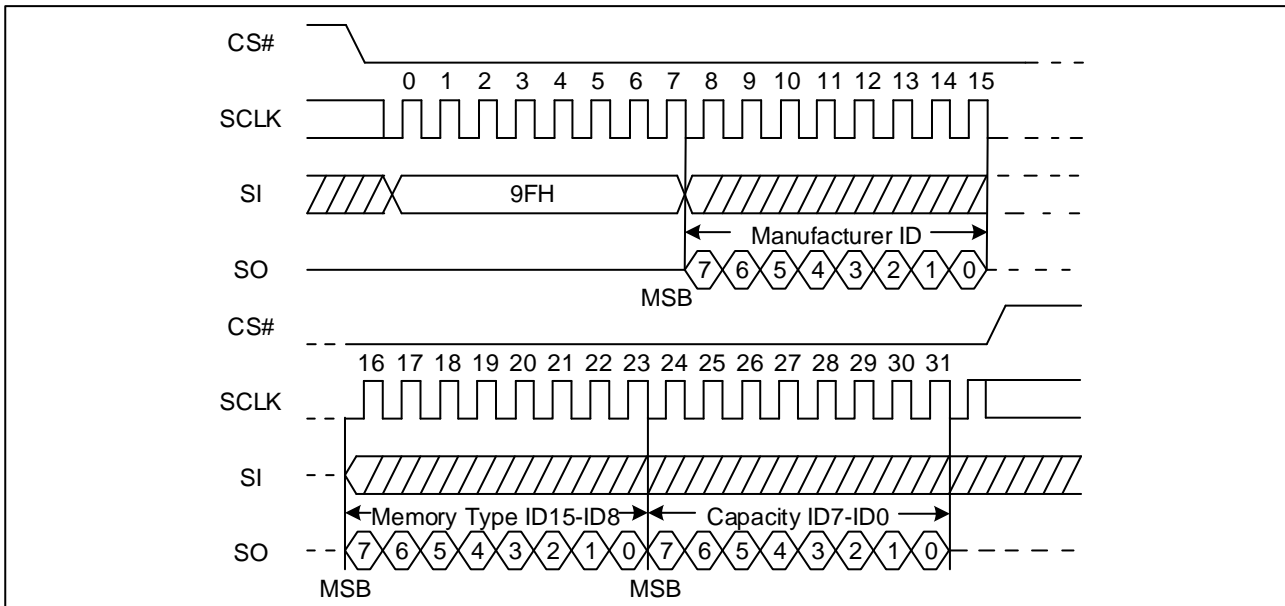 CS#
0 1 2 3 4 5 6 7 8 9 10 11 12 13 14 15
SCLK
SI
9FH
Manufacturer ID
SO
7 6 5 4 3 2 1 0
MSB
CS#
16 17 18 19 20 21 22 23 24 25 26 27 28 29 30 31
SCLK
SI
Memory Type ID15-ID8 Capacity ID7-ID0
SO
7 6 5 4 3 2 1 0 7 6 5 4 3 2 1 0
MSB MSB